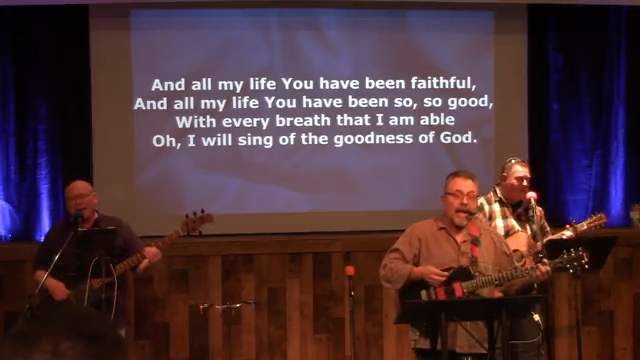 And all my life You have been faithful,
And all my life You have been so, so good,
With every breath that I am able
Oh, I will sing of the goodness of God.